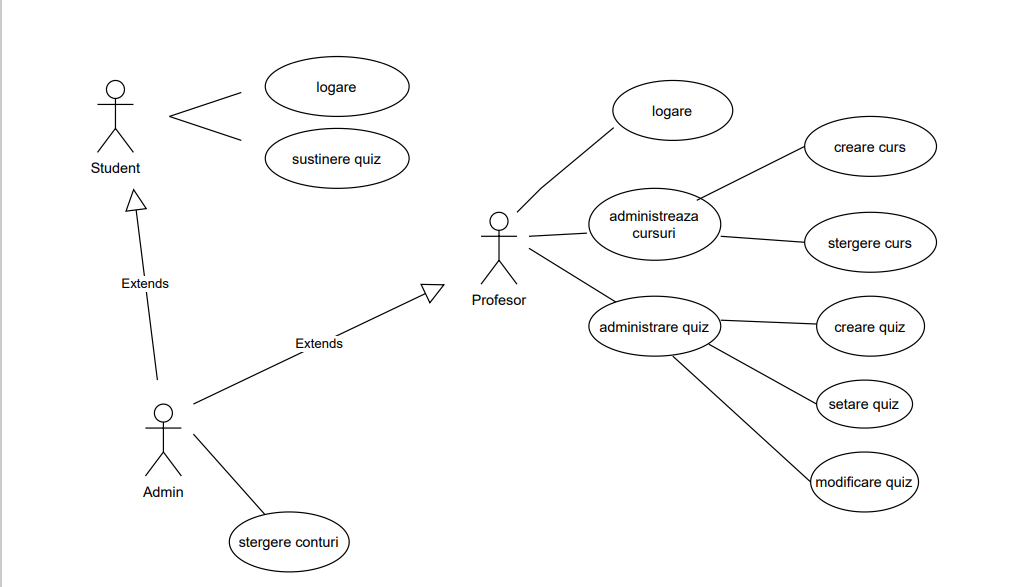 logare
sustinere quiz
Student
Extends
Extends
Admin
stergere conturi
logare
administreaza
cursuri
Profesor
administrare quiz
creare curs
stergere curs
creare quiz
setare quiz
modificare quiz